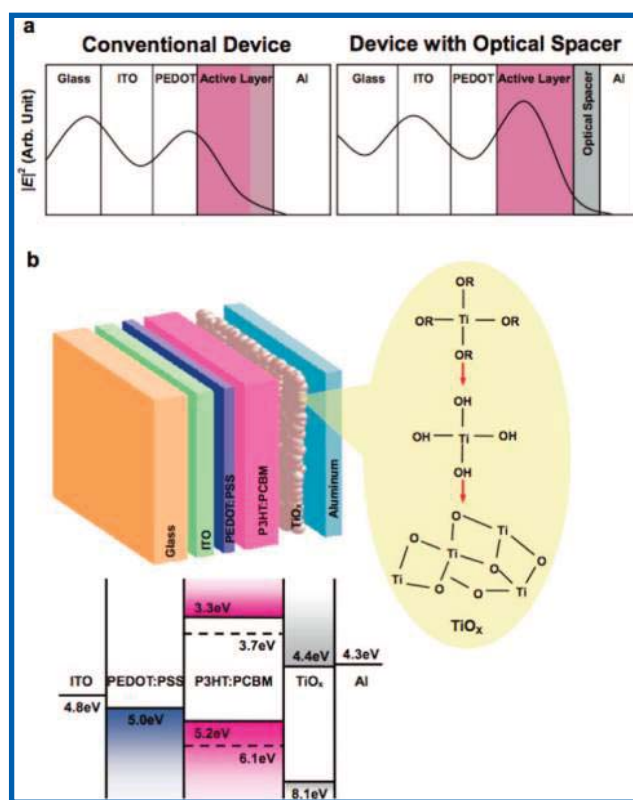 a
Conventional Device
Device with Optical Spacer
|E|² (Arb. Unit)
Glass
ITO
PEDOT
Active Layer
Al
Glass
ITO
PEDOT
Active Layer
Optical Spacer
Al
b
Glass
ITO
PEDOT:PSS
P3HT:PCBM
TiOₓ
Aluminum
OR
OR
Ti
OR
OR
OH
OH
Ti
OH
OH
O
Ti
O
Ti
O
O
Ti
O
O
Ti
TiOₓ
3.3eV
3.7eV
4.4eV
4.3eV
ITO
PEDOT:PSS
P3HT:PCBM
TiOₓ
Al
4.8eV
5.0eV
5.2eV
6.1eV
8.1eV